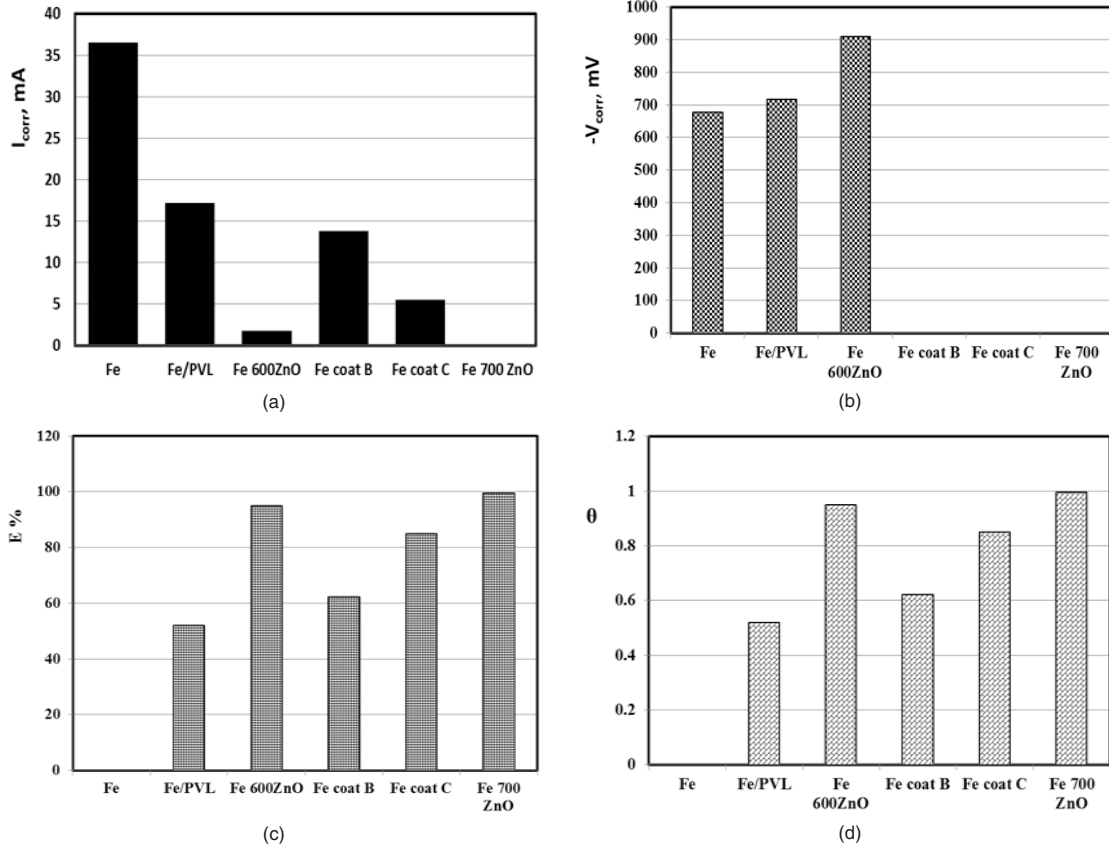 40
35
30
25
20
15
10
5
0
I corr, mA
Fe Fe/PVL Fe 600ZnO Fe coat B Fe coat C Fe 700 ZnO
(a)
1000
900
800
700
600
500
400
300
200
100
0
-V corr, mV
Fe Fe/PVL Fe Fe coat B Fe coat C Fe 700
600ZnO ZnO
(b)
120
100
80
60
40
20
0
E %
Fe Fe/PVL Fe 600ZnO Fe coat B Fe coat C Fe 700
ZnO
(c)
1.2
1
0.8
0.6
0.4
0.2
0
θ
Fe Fe/PVL Fe Fe coat B Fe coat C Fe 700
600ZnO ZnO
(d)